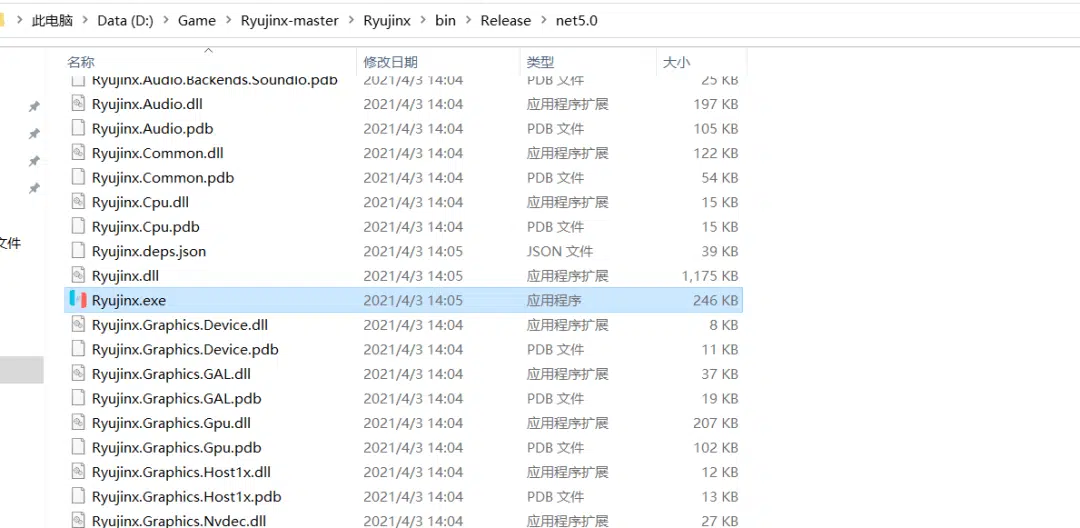 此电脑 > Data (D:) > Game > Ryujinx-master > Ryujinx > bin > Release > net5.0
名称 修改日期 类型 大小
Ryujinx.Audio.Backends.SoundIo.pdb 2021/4/3 14:04 PDB 文件 25 KB
Ryujinx.Audio.dll 2021/4/3 14:04 应用程序扩展 197 KB
Ryujinx.Audio.pdb 2021/4/3 14:04 PDB 文件 105 KB
Ryujinx.Common.dll 2021/4/3 14:04 应用程序扩展 122 KB
Ryujinx.Common.pdb 2021/4/3 14:04 PDB 文件 54 KB
Ryujinx.Cpu.dll 2021/4/3 14:04 应用程序扩展 15 KB
Ryujinx.Cpu.pdb 2021/4/3 14:04 PDB 文件 15 KB
文件
Ryujinx.deps.json 2021/4/3 14:05 JSON 文件 39 KB
Ryujinx.dll 2021/4/3 14:05 应用程序扩展 1,175 KB
Ryujinx.exe 2021/4/3 14:05 应用程序 246 KB
Ryujinx.Graphics.Device.dll 2021/4/3 14:04 应用程序扩展 8 KB
Ryujinx.Graphics.Device.pdb 2021/4/3 14:04 PDB 文件 11 KB
Ryujinx.Graphics.GAL.dll 2021/4/3 14:04 应用程序扩展 37 KB
Ryujinx.Graphics.GAL.pdb 2021/4/3 14:04 PDB 文件 19 KB
Ryujinx.Graphics.Gpu.dll 2021/4/3 14:04 应用程序扩展 207 KB
Ryujinx.Graphics.Gpu.pdb 2021/4/3 14:04 PDB 文件 102 KB
Ryujinx.Graphics.Host1x.dll 2021/4/3 14:04 应用程序扩展 12 KB
Ryujinx.Graphics.Host1x.pdb 2021/4/3 14:04 PDB 文件 13 KB
Ryujinx.Graphics.Nvdec.dll 2021/4/3 14:04 应用程序扩展 27 KB